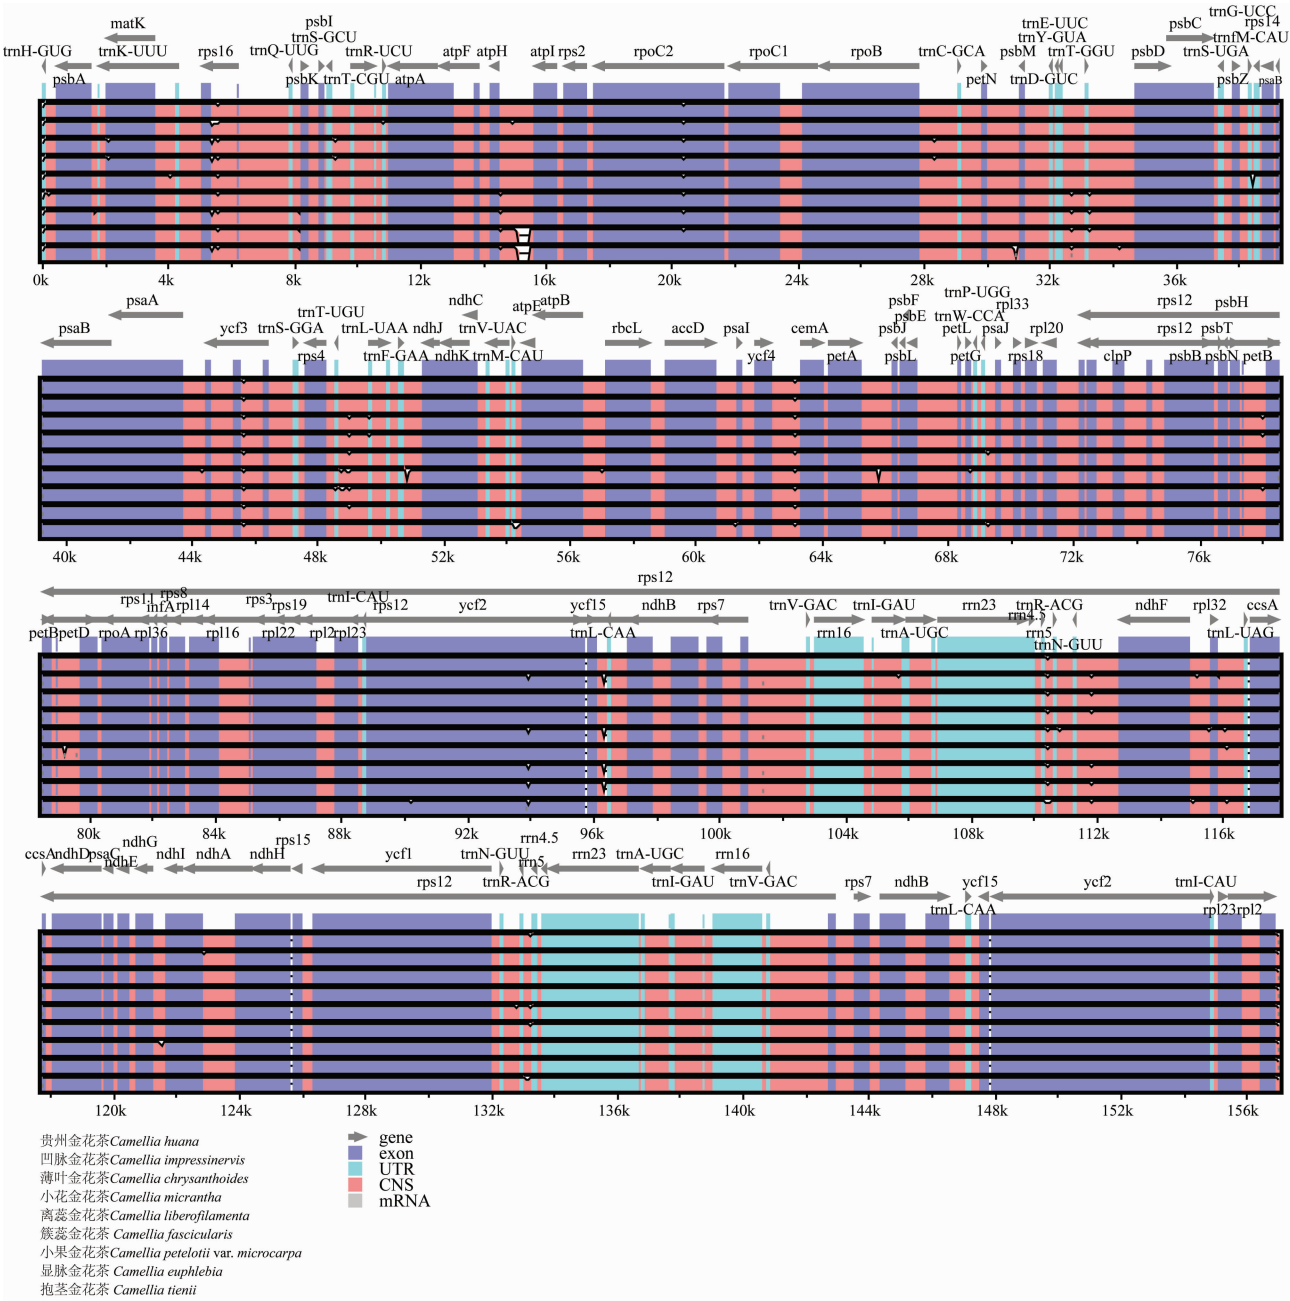 trnG-UCC
matK psbI trnE-UUC psbC rps14
trnS-GCU trnY-GUA trnfM-CAU
trnH-GUG trnK-UUU rps16 trnQ-UUG trnR-UCU atpF atpH atpI rps2 rpoC2 rpoC1 rpoB trnC-GCA psbM trnT-GGU psbD trnS-UGA
psbA psbK trnT-CGU atpA petN trnD-GUC psbZ psaB
0k 4k 8k 12k 16k 20k 24k 28k 32k 36k
trnP-UGG
psaA trnT-UGU ndhC atpE atpB psbF rpl33 rps12 psbH
trnW-CCA
psbE
psaB ycf3 trnS-GGA trnL-UAA ndhJ trnV-UAC rbcL accD psaI cemA psbJ petL psaJ rpl20 rps12 psbT
rps4 trnF-GAA ndhK trnM-CAU ycf4 petA psbL petG rps18 clpP psbB psbN petB
40k 44k 48k 52k 56k 60k 64k 68k 72k 76k
rps12
rps8 trnI-CAU
rps11 infA rpl14 rps3 rps19 rps12 ycf2 ycf15 ndhB rps7 trnV-GAC trnI-GAU rrn23 trnR-ACG ndhF rpl32 ccsA
rrn4.5
petB petD rpoA rpl36 rpl16 rpl22 rpl2 rpl23 trnL-CAA rrn16 trnA-UGC rrn5 trnL-UAG
trnN-GUU
80k 84k 88k 92k 96k 100k 104k 108k 112k 116k
ndhG rps15 rrn4.5
ccsA ndhD psaC ndhI ndhA ndhH ycf1 trnN-GUU rrn23 trnA-UGC rrn16
ndhE rrn5
rps12 trnR-ACG trnI-GAU trnV-GAC rps7 ndhB ycf15 ycf2 trnI-CAU
trnL-CAA rpl23 rpl2
120k 124k 128k 132k 136k 140k 144k 148k 152k 156k
贵州金花茶Camellia huana
凹脉金花茶Camellia impressinervis
薄叶金花茶Camellia chrysanthoides
小花金花茶Camellia micrantha
离蕊金花茶Camellia liberofilamenta
簇蕊金花茶 Camellia fascicularis
小果金花茶Camellia petelotii var. microcarpa
显脉金花茶 Camellia euphlebia
抱茎金花茶 Camellia tienii
gene
exon
UTR
CNS
mRNA